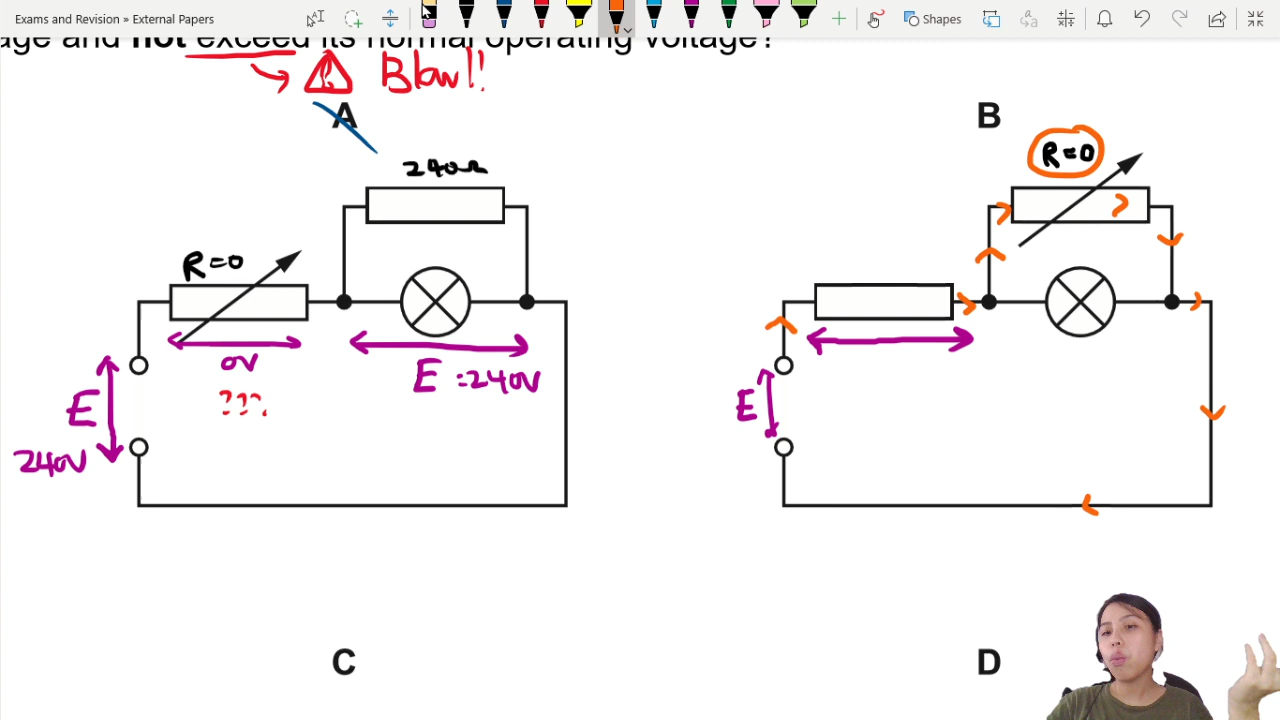 Exams and Revision » External Papers
Shapes
age and not exceed its normal operating voltage?
Blow!!
A
B
240Ω
R=0
R=0
0V
E =240V
E
???
240V
E
C
D